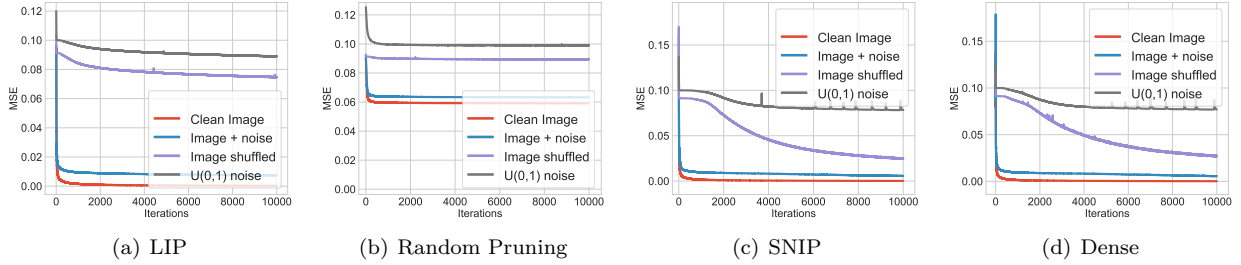 0.12
0.10
0.08
0.06
0.04
0.02
0.00
MSE
0 2000 4000 6000 8000 10000
Iterations
Clean Image
Image + noise
Image shuffled
U(0,1) noise
(a) LIP
0.12
0.10
0.08
0.06
0.04
0.02
0.00
MSE
0 2000 4000 6000 8000 10000
Iterations
Clean Image
Image + noise
Image shuffled
U(0,1) noise
(b) Random Pruning
0.15
0.10
0.05
0.00
MSE
0 2000 4000 6000 8000 10000
Iterations
Clean Image
Image + noise
Image shuffled
U(0,1) noise
(c) SNIP
0.15
0.10
0.05
0.00
MSE
0 2000 4000 6000 8000 10000
Iterations
Clean Image
Image + noise
Image shuffled
U(0,1) noise
(d) Dense